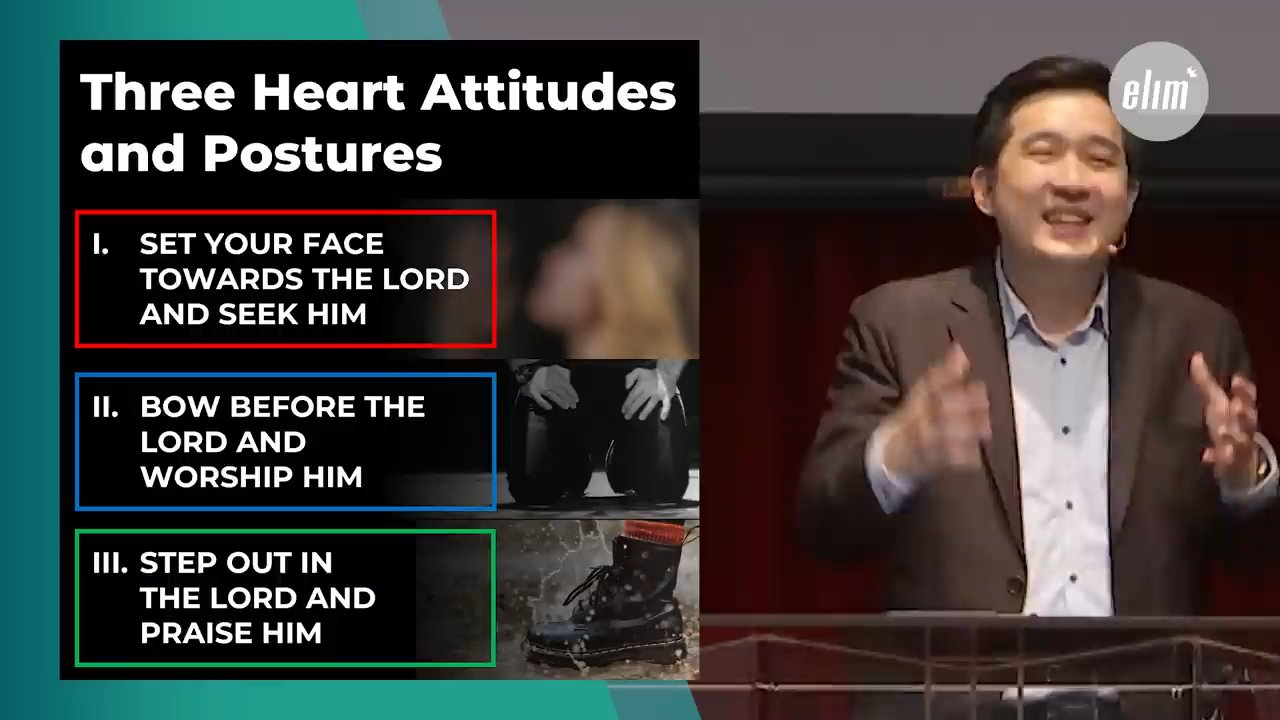 Three Heart Attitudes
and Postures
I. SET YOUR FACE
TOWARDS THE LORD
AND SEEK HIM
II. BOW BEFORE THE
LORD AND
WORSHIP HIM
III. STEP OUT IN
THE LORD AND
PRAISE HIM
elim